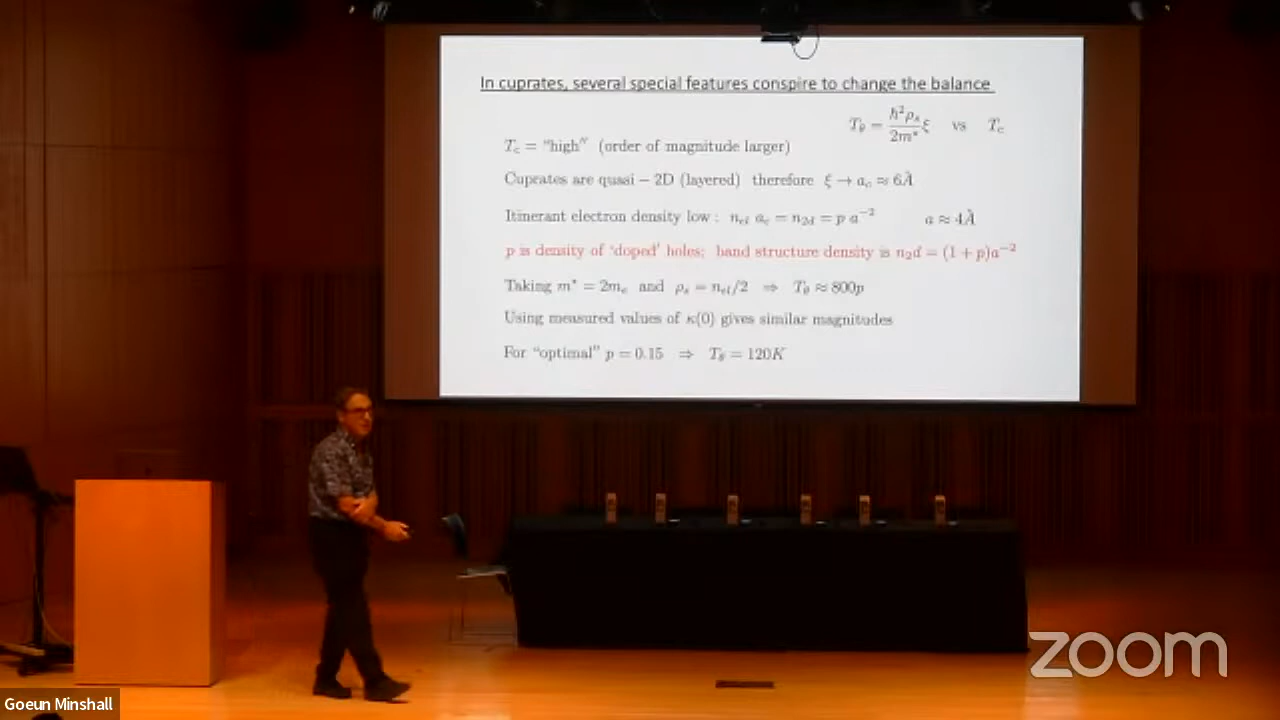 In cuprates, several special features conspire to change the balance
T_θ = ħ²ρ_s/2m* ξ vs T_c
T_c = "high" (order of magnitude larger)
Cuprates are quasi − 2D (layered) therefore ξ → a_c ≈ 6Å
Itinerant electron density low : n_el a_c = n_2d = p a⁻² a ≈ 4Å
p is density of 'doped' holes; band structure density is n₂d = (1 + p)a⁻²
Taking m* = 2m_e and ρ_s = n_el/2 ⇒ T_θ ≈ 800p
Using measured values of κ(0) gives similar magnitudes
For "optimal" p = 0.15 ⇒ T_θ = 120K
zoom
Goeun Minshall